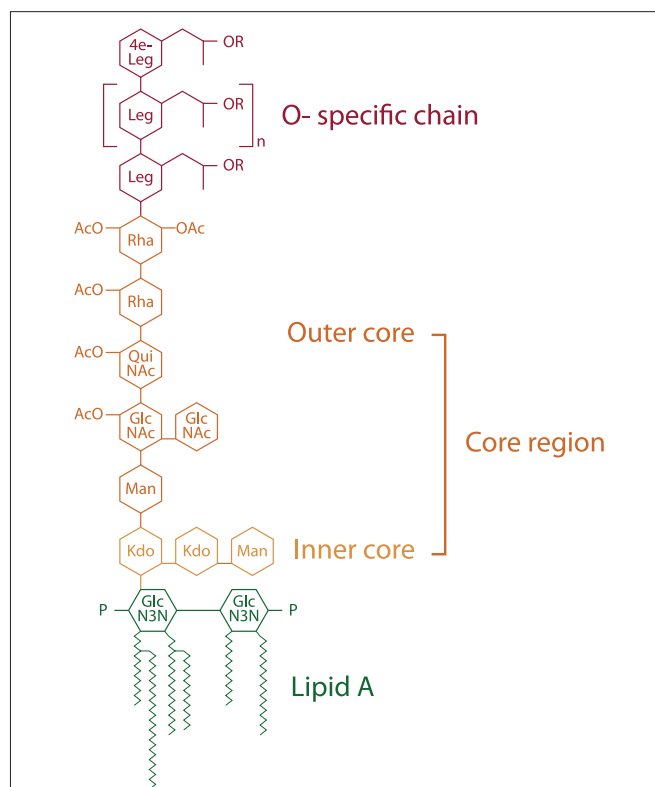 4e-
Leg
OR
Leg
OR
n
O- specific chain
Leg
OR
AcO
OAc
Rha
AcO
Rha
Outer core
AcO
Qui
NAc
AcO
Glc
NAc
Glc
NAc
Core region
Man
Kdo
Kdo
Man
Inner core
P
Glc
N3N
Glc
N3N
P
Lipid A